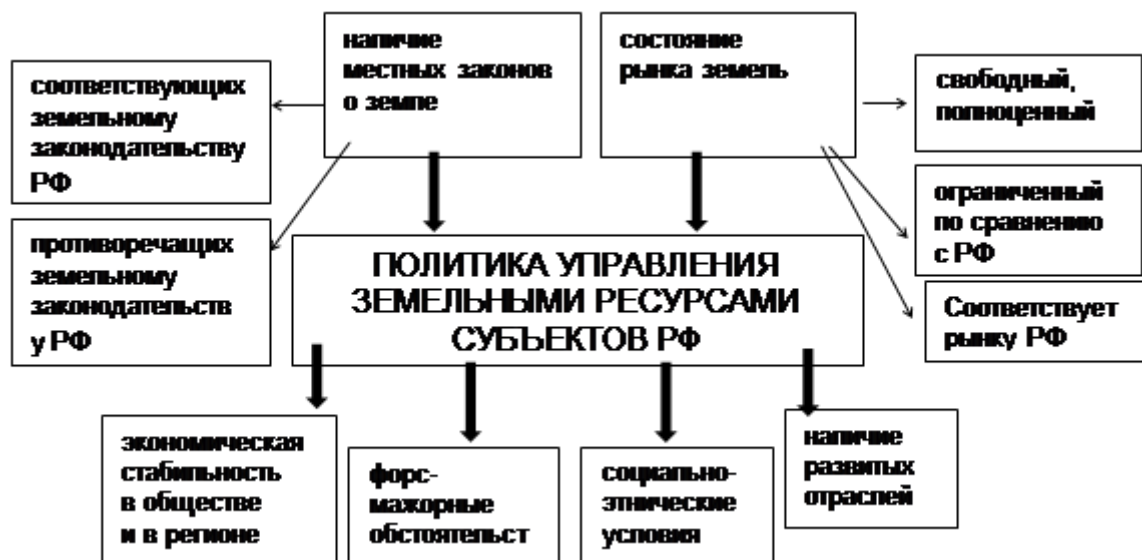 наличие
местных законов
о земле
состояние
рынка земель
соответствующих
земельному
законодательству
РФ
свободный,
полноценный
ограниченный
по сравнению
с РФ
противоречащих
земельному
законодательств
у РФ
ПОЛИТИКА УПРАВЛЕНИЯ
ЗЕМЕЛЬНЫМИ РЕСУРСАМИ
СУБЪЕКТОВ РФ
Соответствует
рынку РФ
экономическая
стабильность
в обществе
и в регионе
форс-
мажорные
обстоятельст
социально-
этнические
условия
наличие
развитых
отраслей